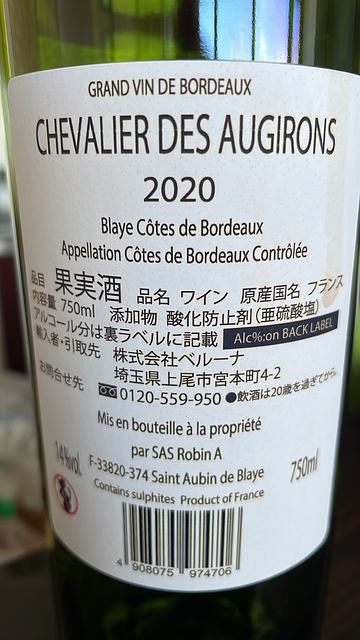 GRAND VIN DE BORDEAUX
CHEVALIER DES AUGIRONS
2020
Blaye Côtes de Bordeaux
Appellation Côtes de Bordeaux Contrôlée
品目 果実酒 品名 ワイン 原産国名 フランス
内容量 750ml 添加物 酸化防止剤(亜硫酸塩)
アルコール分は裏ラベルに記載 Alc%:on BACK LABEL
輸入者・引取先 株式会社ベルーナ
埼玉県上尾市宮本町4-2
お問合せ先 0120-559-950 ●飲酒は20歳を過ぎてから。
Mis en bouteille à la propriété
par SAS Robin A
14%vol. F-33820-374 Saint Aubin de Blaye 750ml
Contains sulphites Product of France
4 908075 974706